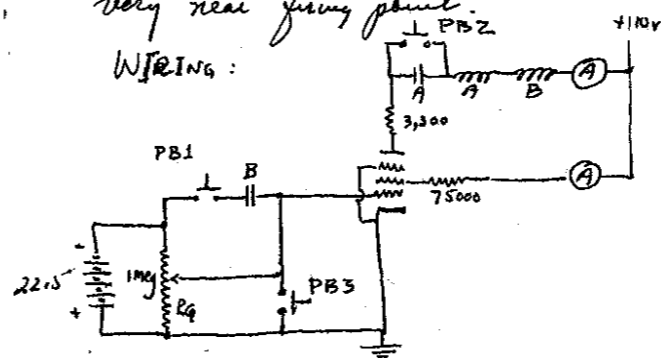 very near firing point.
PB2
+110v
WIRING:
A
A
B
A
3,300
PB1
B
A
75000
22.5
-
+
1meg
Rg
PB3